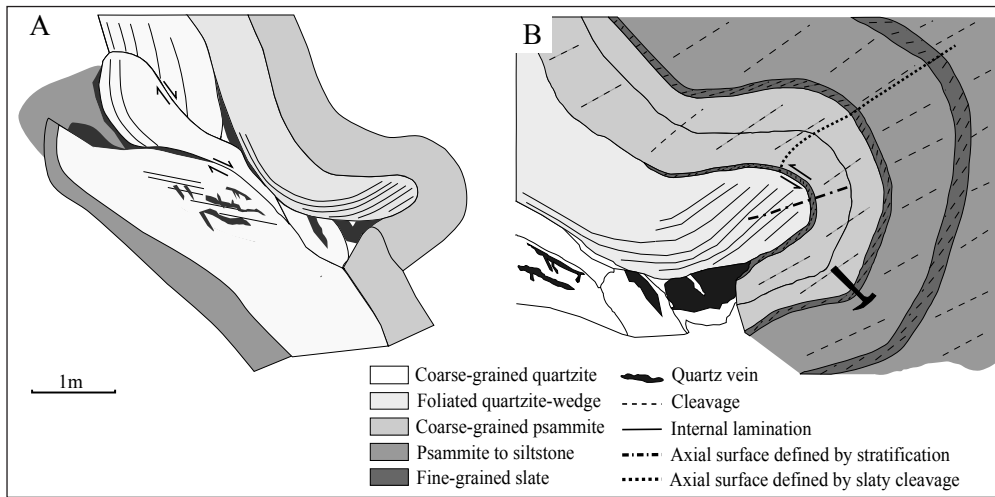 A
B
1m
Coarse-grained quartzite
Foliated quartzite-wedge
Coarse-grained psammite
Psammite to siltstone
Fine-grained slate
Quartz vein
Cleavage
Internal lamination
Axial surface defined by stratification
Axial surface defined by slaty cleavage